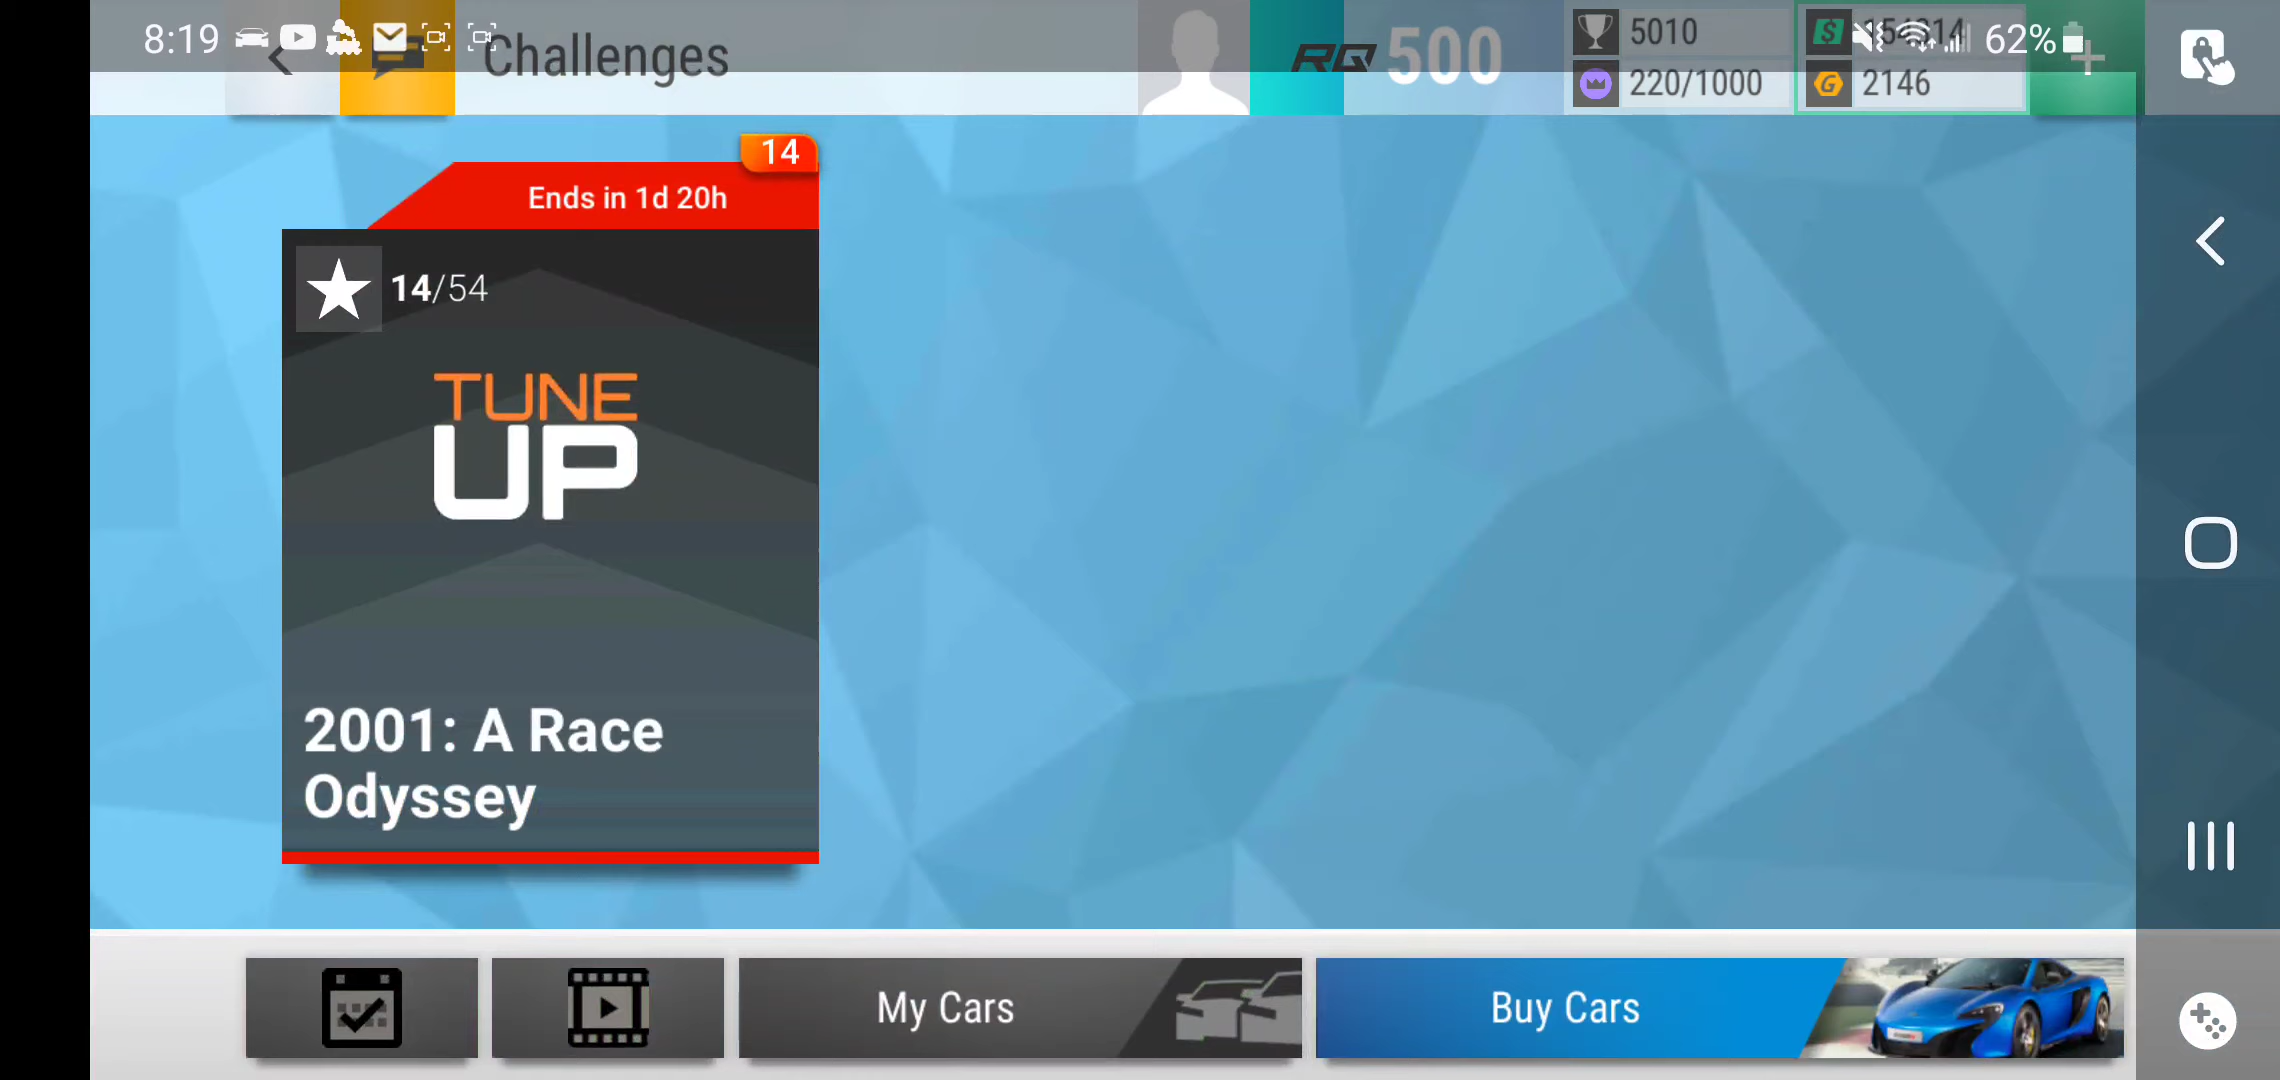 8:19
Challenges
RQ 500
5010
220/1000
2146
62%
14
Ends in 1d 20h
14/54
TUNE
UP
2001: A Race
Odyssey
My Cars
Buy Cars